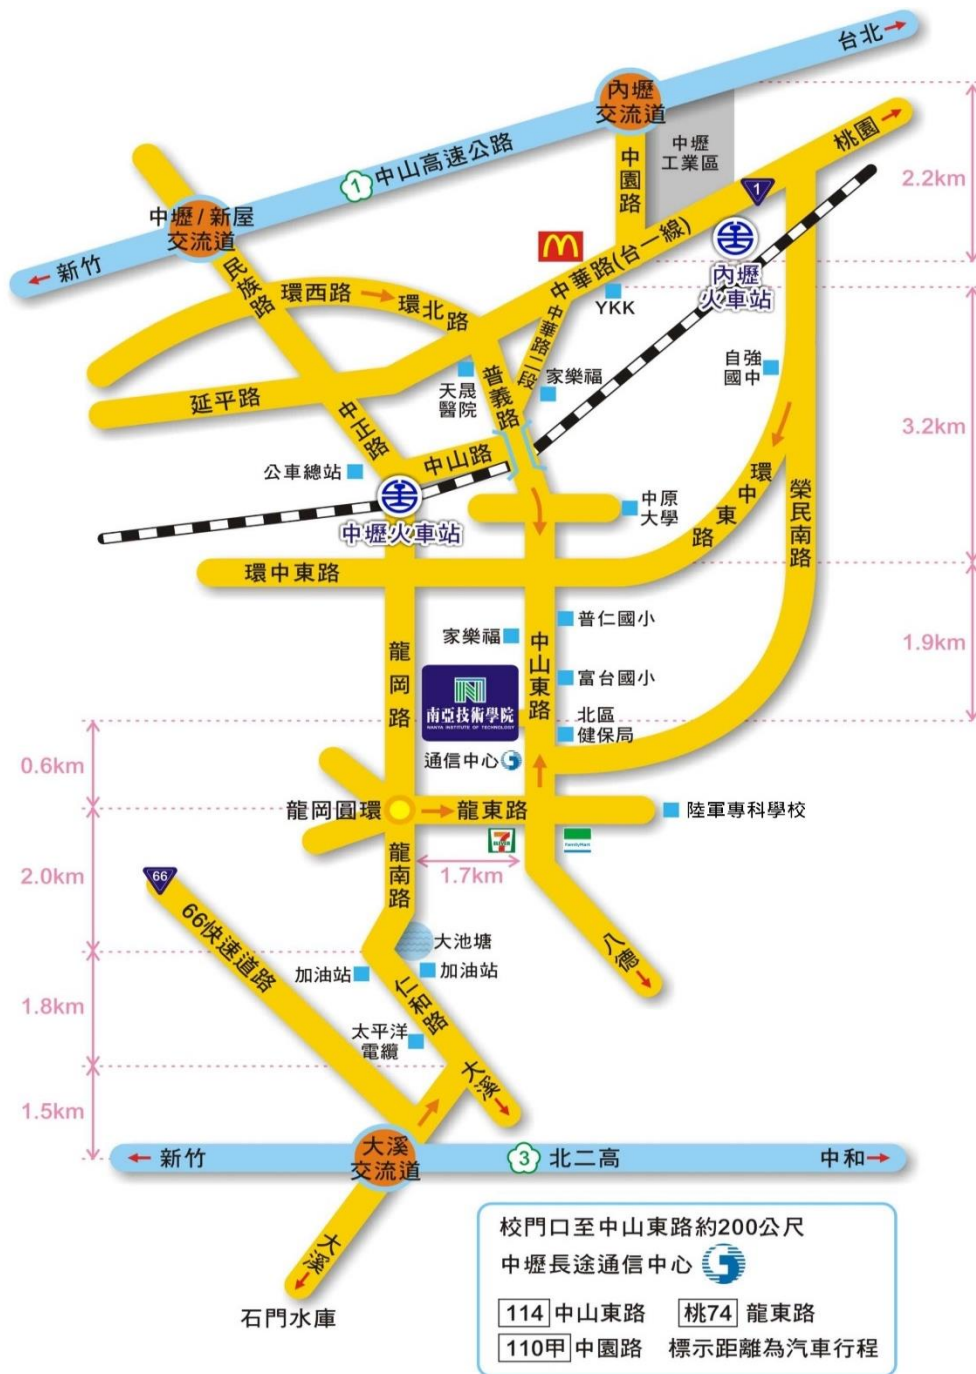 台北
內壢
交流道
中壢
工業區
桃園
2.2km
中園路
1
中山高速公路
1
中壢/新屋
交流道
新竹
民族路
中華路(台一線)
內壢
火車站
YKK
環西路
環北路
中華路二段
自強
國中
3.2km
天晟
醫院
普義路
家樂福
延平路
中正路
中山路
公車總站
中壢火車站
中原
大學
環中東路
榮民南路
環中東路
普仁國小
家樂福
中山東路
1.9km
龍岡路
富台國小
南亞技術學院
NANYA INSTITUTE OF TECHNOLOGY
北區
健保局
通信中心
0.6km
龍岡圓環
龍東路
陸軍專科學校
7
ELEVEN
FamilyMart
龍南路
1.7km
2.0km
66
66快速道路
大池塘
八德
加油站
加油站
仁和路
1.8km
太平洋
電纜
大溪
1.5km
新竹
大溪
交流道
3
北二高
中和
大溪
石門水庫
校門口至中山東路約200公尺
中壢長途通信中心
114 中山東路 桃74 龍東路
110甲 中園路 標示距離為汽車行程